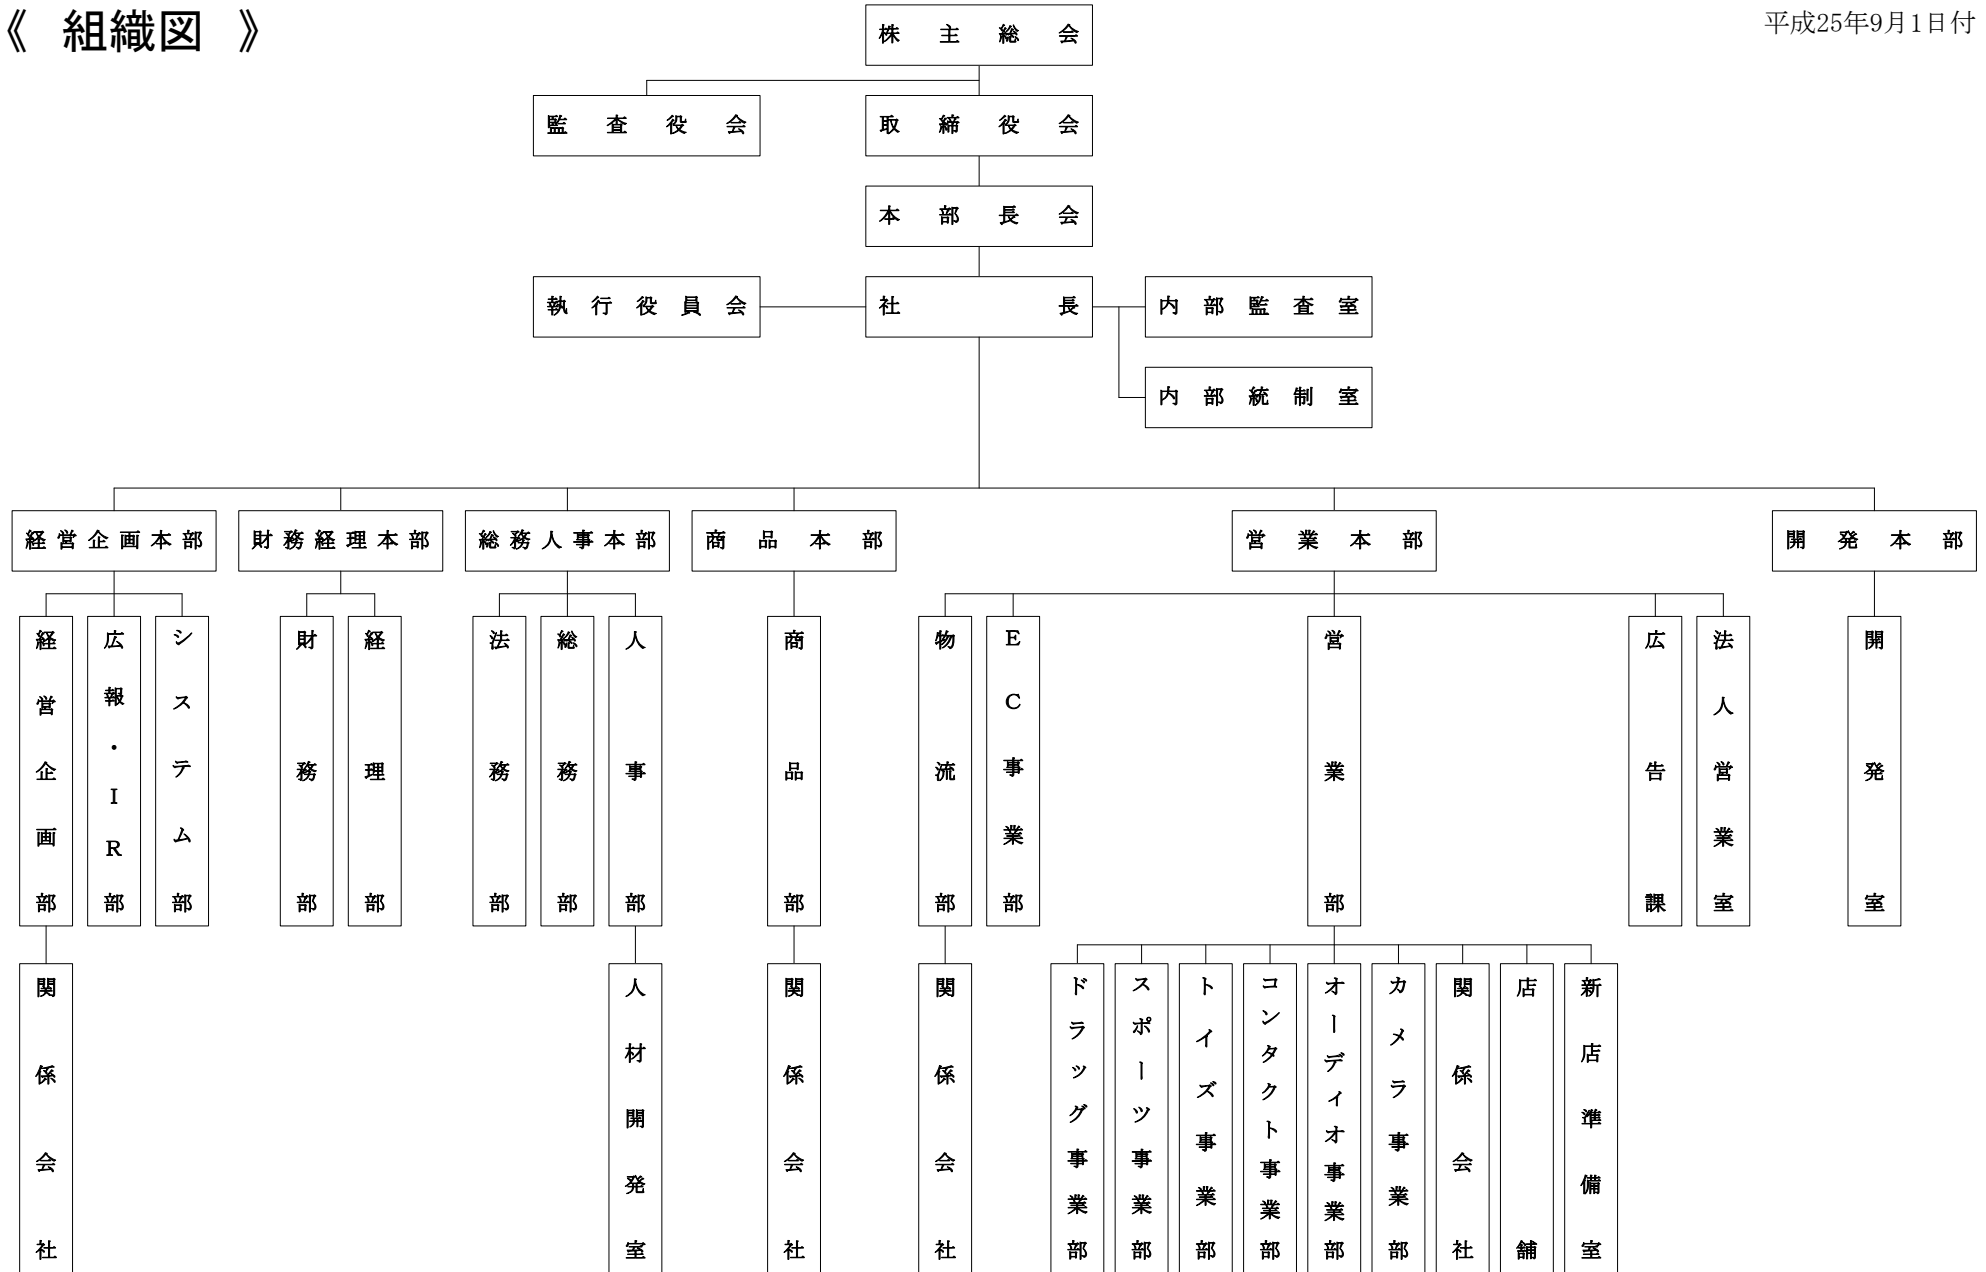 《 組織図 》
平成25年9月1日付
株主総会
監査役会
取締役会
本部長会
執行役員会
社長
内部監査室
内部統制室
経営企画本部
財務経理本部
総務人事本部
商品本部
営業本部
開発本部
経営企画部
広報・IR部
システム部
財務部
経理部
法務部
総務部
人事部
商品部
物流部
EC事業部
営業部
広告課
法人営業室
開発室
関係会社
人材開発室
関係会社
関係会社
ドラッグ事業部
スポーツ事業部
トイズ事業部
コンタクト事業部
オーディオ事業部
カメラ事業部
関係会社
店舗
新店準備室